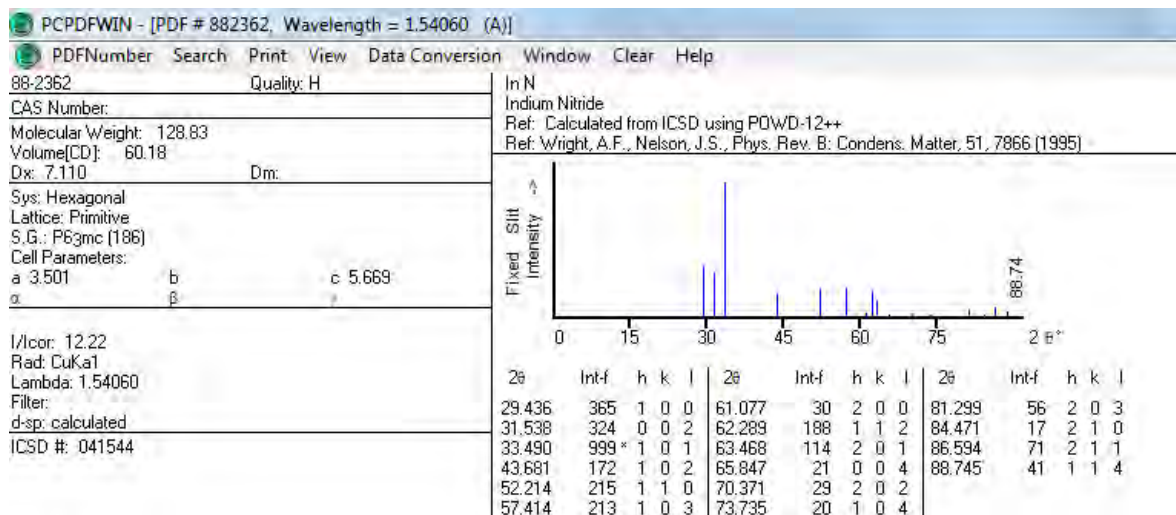 PCPDFWIN - [PDF # 882362, Wavelength = 1.54060 (A)]
PDFNumber Search Print View Data Conversion Window Clear Help
88-2362 Quality: H
CAS Number:
Molecular Weight: 128.83
Volume[CD]: 60.18
Dx: 7.110 Dm:
Sys: Hexagonal
Lattice: Primitive
S.G.: P63mc (186)
Cell Parameters:
a 3.501 b c 5.669
α β γ
I/Icor: 12.22
Rad: CuKa1
Lambda: 1.54060
Filter:
d-sp: calculated
ICSD #: 041544
In N
Indium Nitride
Ref: Calculated from ICSD using POWD-12++
Ref: Wright, A.F., Nelson, J.S., Phys. Rev. B: Condens. Matter, 51, 7866 (1995)
Fixed Slit
Intensity ->
88.74
0 15 30 45 60 75 2 θ°
2θ Int-f h k l 2θ Int-f h k l 2θ Int-f h k l
29.436 365 1 0 0 61.077 30 2 0 0 81.299 56 2 0 3
31.538 324 0 0 2 62.289 188 1 1 2 84.471 17 2 1 0
33.490 999 * 1 0 1 63.468 114 2 0 1 86.594 71 2 1 1
43.681 172 1 0 2 65.847 21 0 0 4 88.745 41 1 1 4
52.214 215 1 1 0 70.371 29 2 0 2
57.414 213 1 0 3 73.735 20 1 0 4